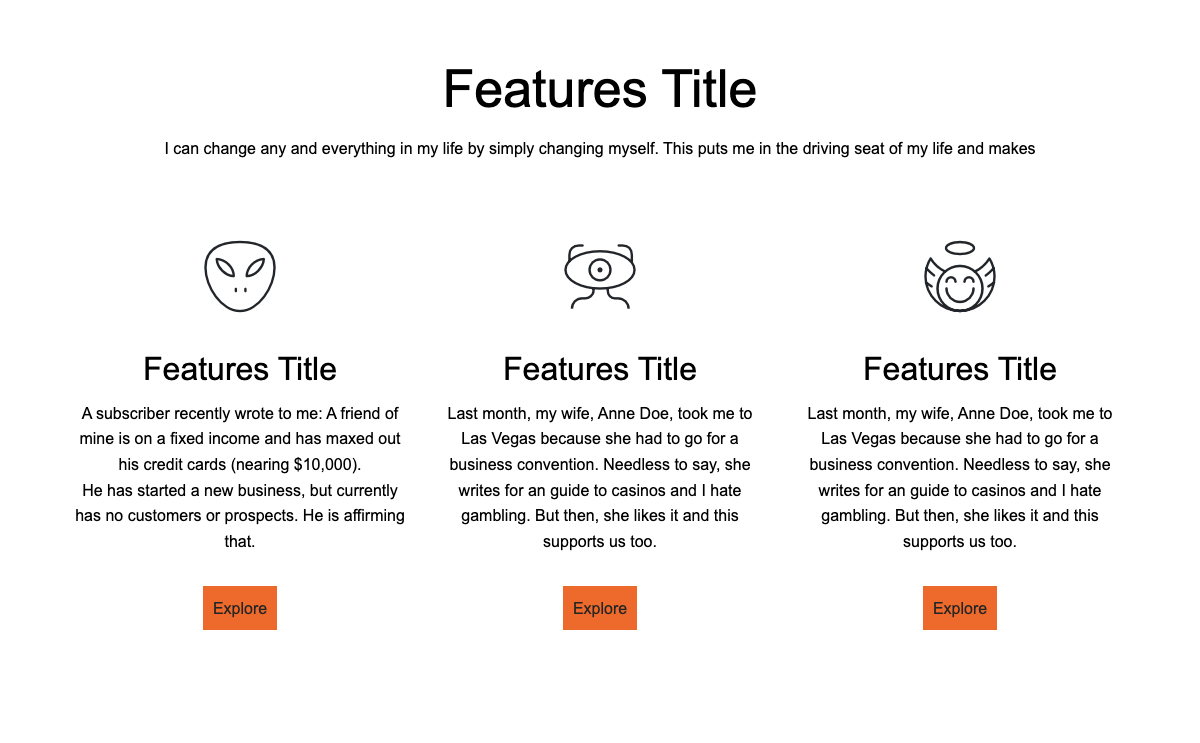 Features Title
I can change any and everything in my life by simply changing myself. This puts me in the driving seat of my life and makes
Features Title
A subscriber recently wrote to me: A friend of
mine is on a fixed income and has maxed out
his credit cards (nearing $10,000).
He has started a new business, but currently
has no customers or prospects. He is affirming
that.
Explore
Features Title
Last month, my wife, Anne Doe, took me to
Las Vegas because she had to go for a
business convention. Needless to say, she
writes for an guide to casinos and I hate
gambling. But then, she likes it and this
supports us too.
Explore
Features Title
Last month, my wife, Anne Doe, took me to
Las Vegas because she had to go for a
business convention. Needless to say, she
writes for an guide to casinos and I hate
gambling. But then, she likes it and this
supports us too.
Explore